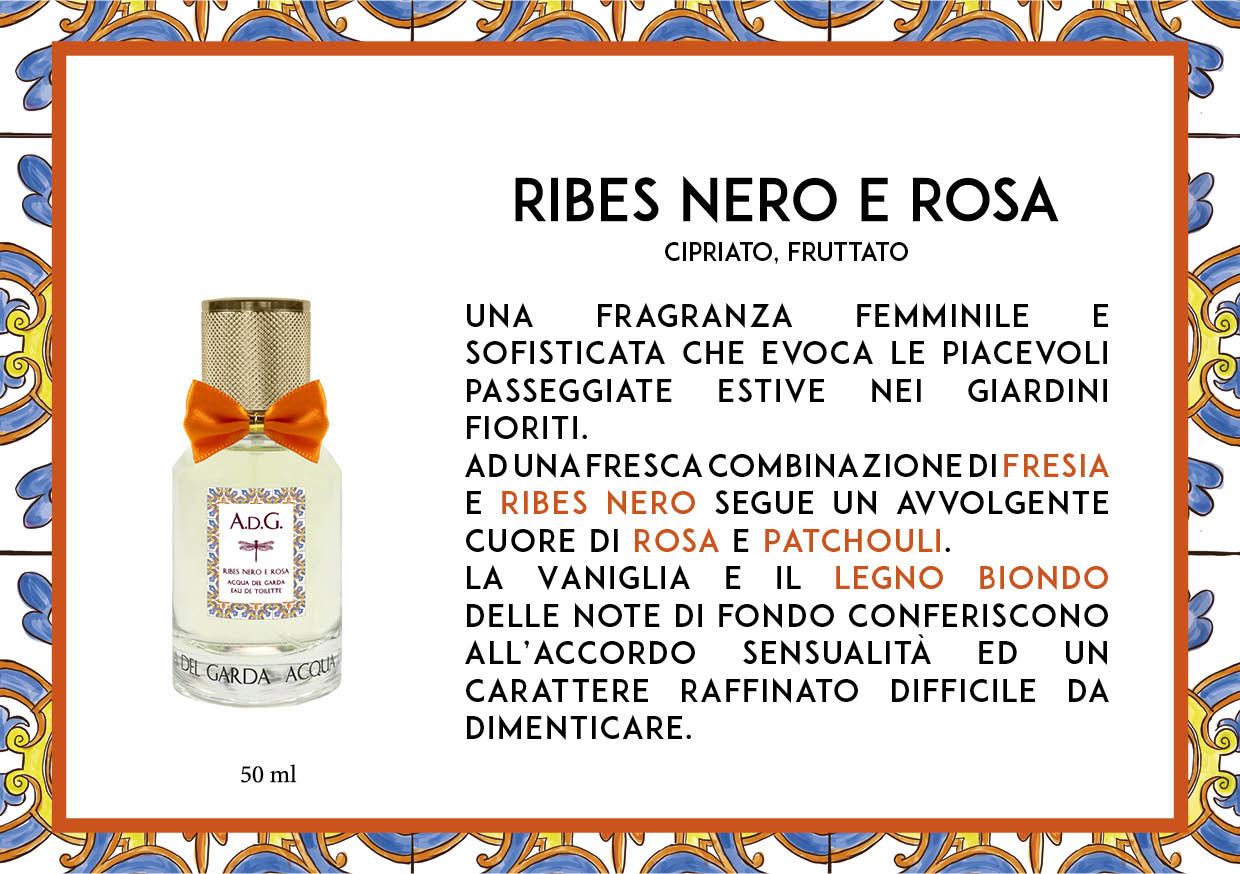 RIBES NERO E ROSA
CIPRIATO, FRUTTATO
UNA FRAGRANZA FEMMINILE E
SOFISTICATA CHE EVOCA LE PIACEVOLI
PASSEGGIATE ESTIVE NEI GIARDINI
FIORITI.
AD UNA FRESCA COMBINAZIONE DI FRESIA
E RIBES NERO SEGUE UN AVVOLGENTE
CUORE DI ROSA E PATCHOULI.
LA VANIGLIA E IL LEGNO BIONDO
DELLE NOTE DI FONDO CONFERISCONO
ALL'ACCORDO SENSUALITÀ ED UN
CARATTERE RAFFINATO DIFFICILE DA
DIMENTICARE.
A.D.G.
RIBES NERO E ROSA
ACQUA DEL GARDA
EAU DE TOILETTE
DEL GARDA ACQUA
50 ml